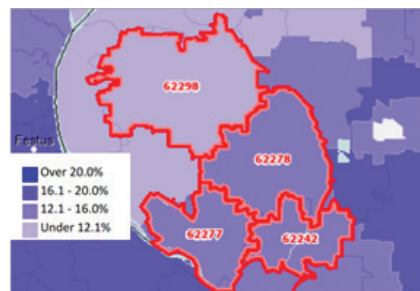 62298
Festus
62278
Over 20.0%
16.1 - 20.0%
12.1 - 16.0%
Under 12.1%
62277
62242